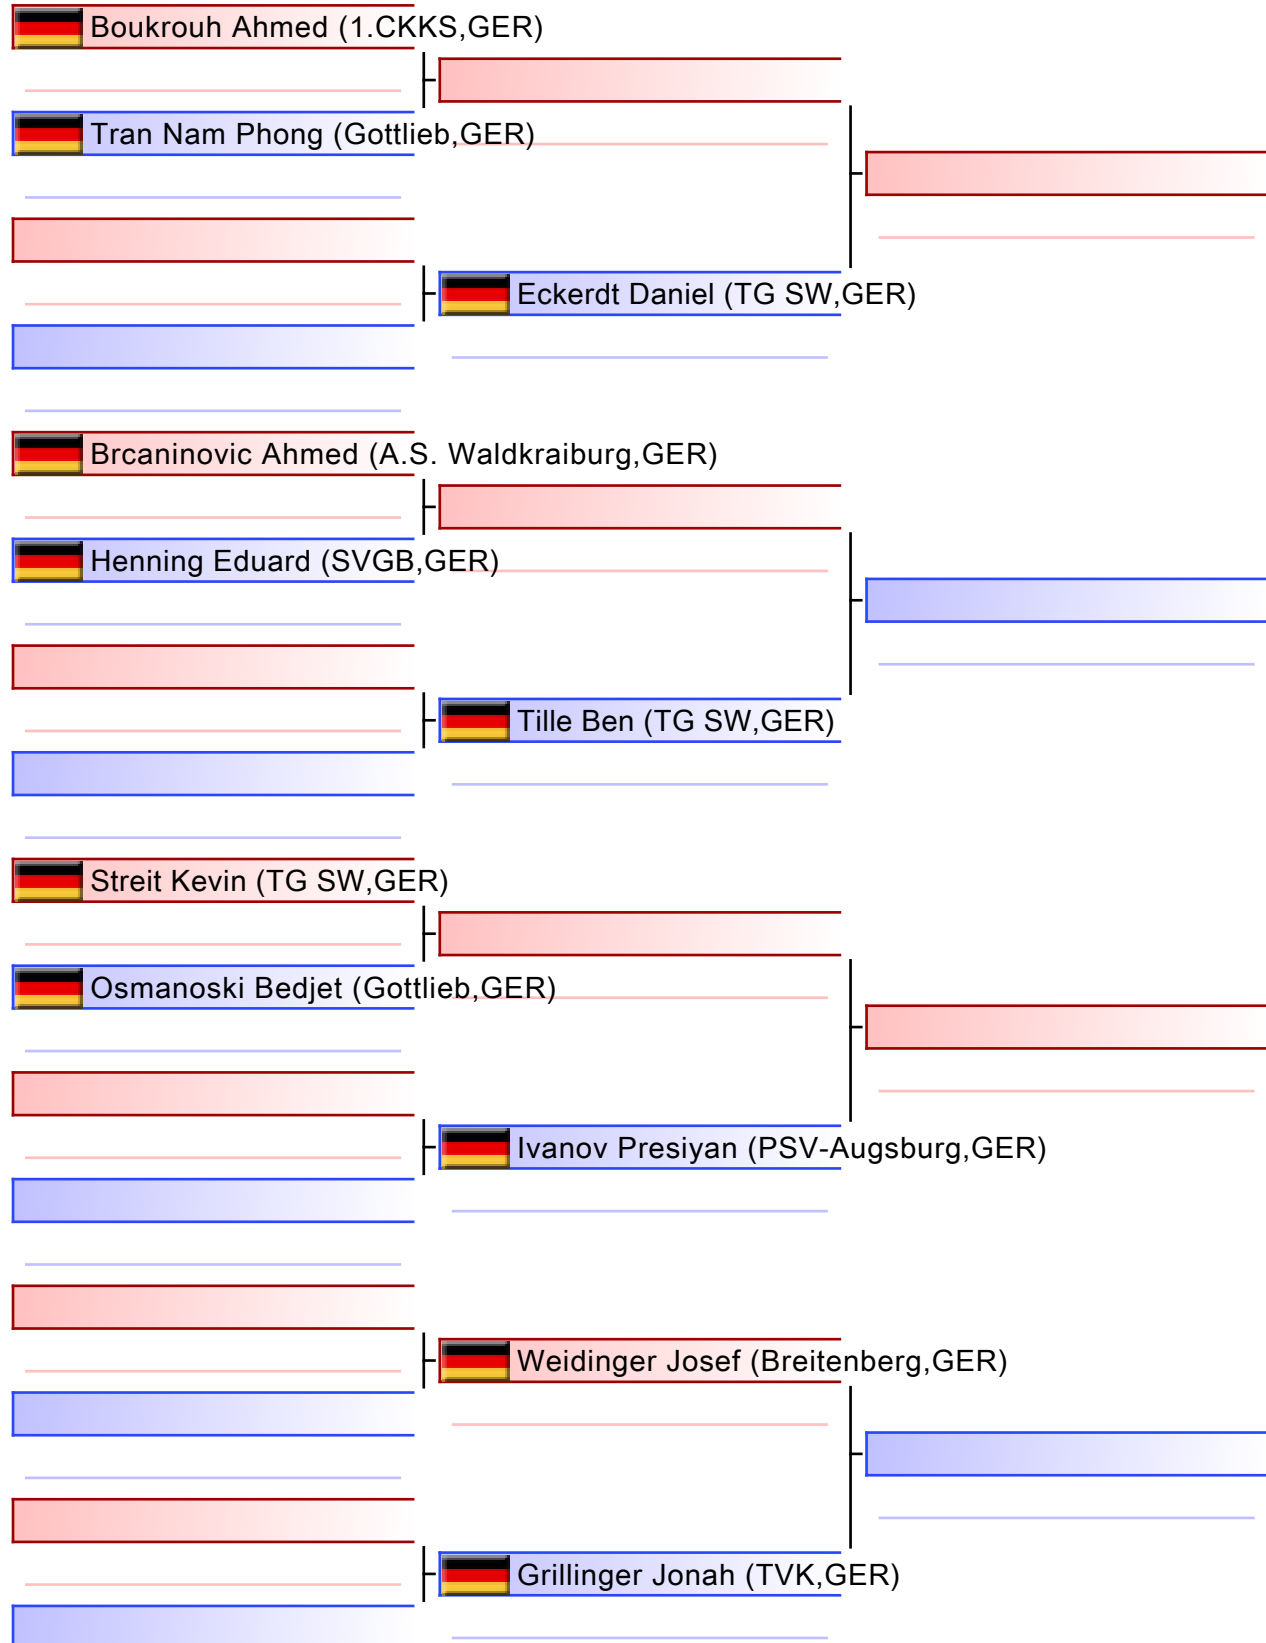 Boukrouh Ahmed (1.CKKS,GER)
Tran Nam Phong (Gottlieb,GER)
Eckerdt Daniel (TG SW,GER)
Brcaninovic Ahmed (A.S. Waldkraiburg,GER)
Henning Eduard (SVGB,GER)
Tille Ben (TG SW,GER)
Streit Kevin (TG SW,GER)
Osmanoski Bedjet (Gottlieb,GER)
Ivanov Presiyan (PSV-Augsburg,GER)
Weidinger Josef (Breitenberg,GER)
Grillinger Jonah (TVK,GER)